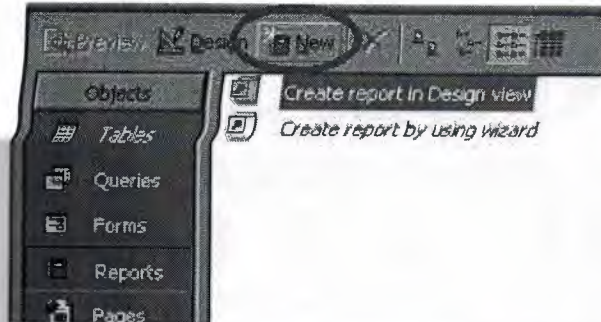 Preview Design New
Objects
Create report in Design view
Tables
Create report by using wizard
Queries
Forms
Reports
Pages